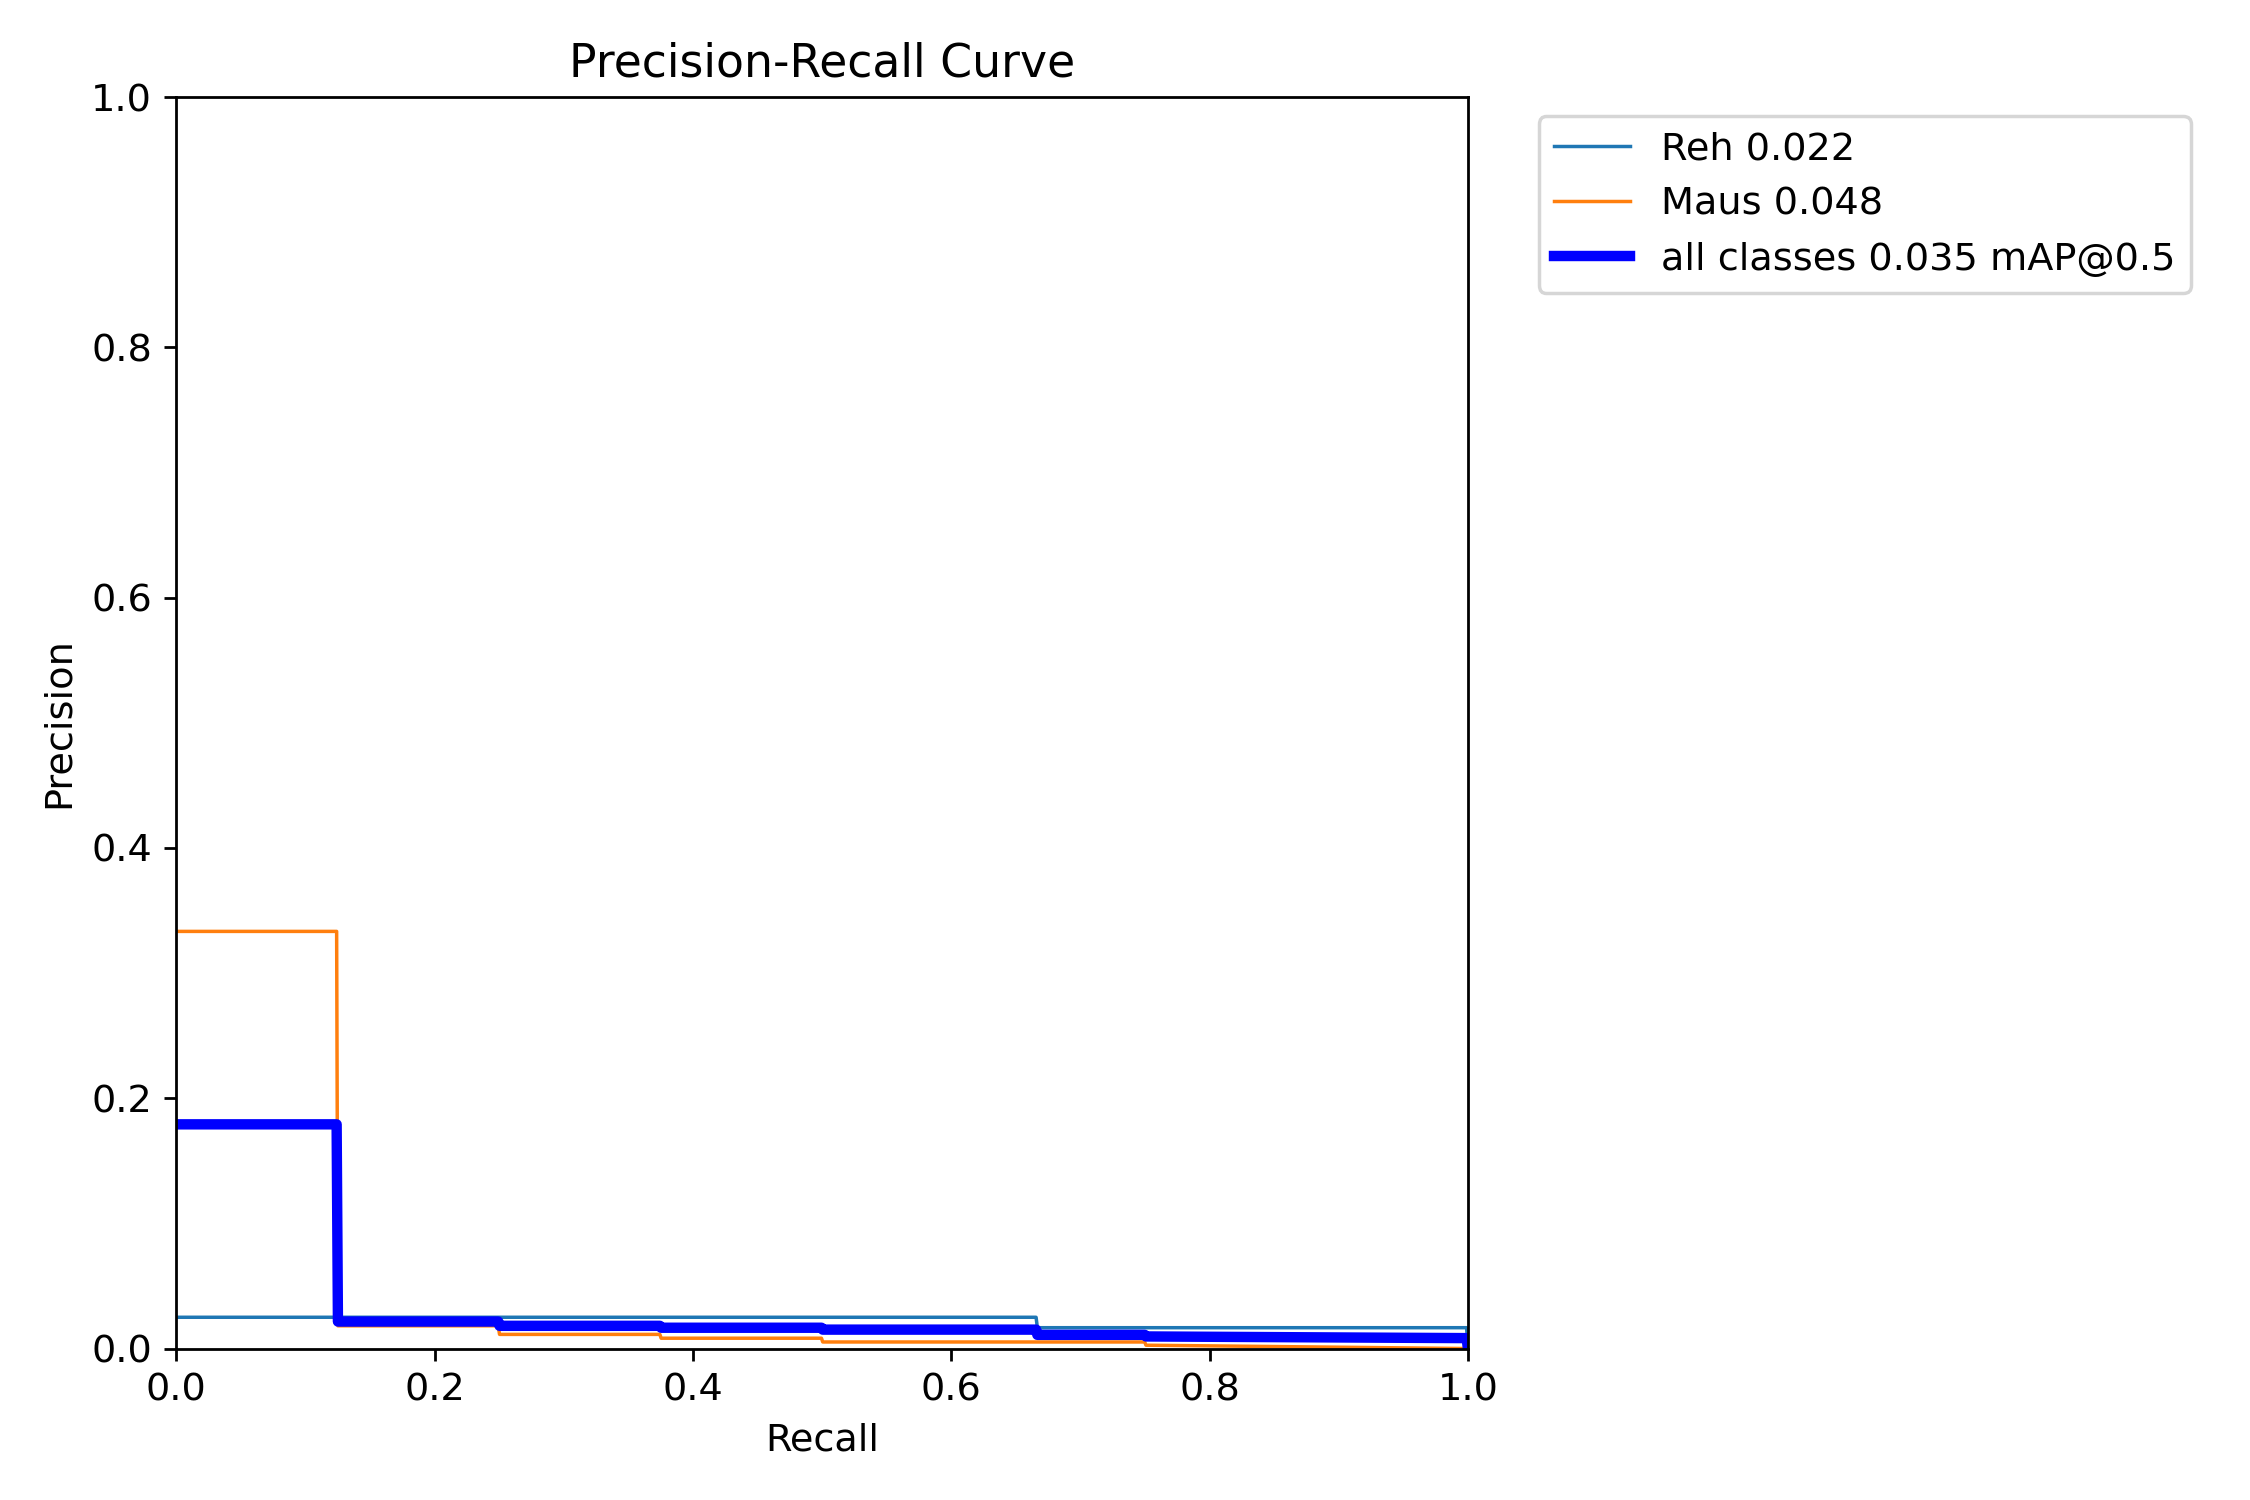 Precision-Recall Curve
1.0
0.8
0.6
0.4
0.2
0.0
Precision
0.0 0.2 0.4 0.6 0.8 1.0
Recall
Reh 0.022
Maus 0.048
all classes 0.035 mAP@0.5